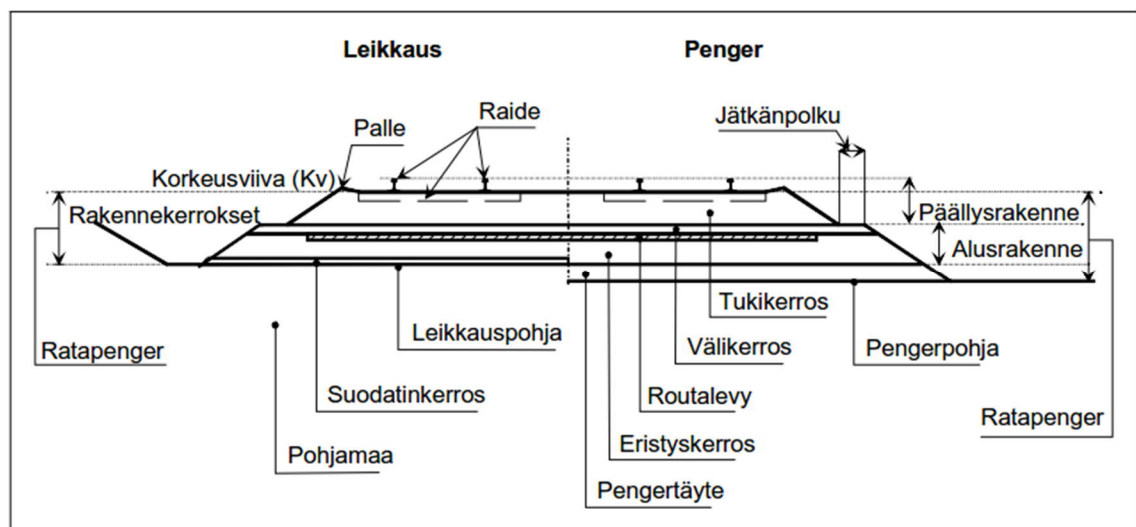 Leikkaus
Penger
Jätkänpolku
Raide
Palle
Korkeusviiva (Kv)
Rakennekerrokset
Päällysrakenne
Alusrakenne
Tukikerros
Leikkauspohja
Välikerros
Pengerpohja
Ratapenger
Suodatinkerros
Routalevy
Ratapenger
Eristyskerros
Pohjamaa
Pengertäyte